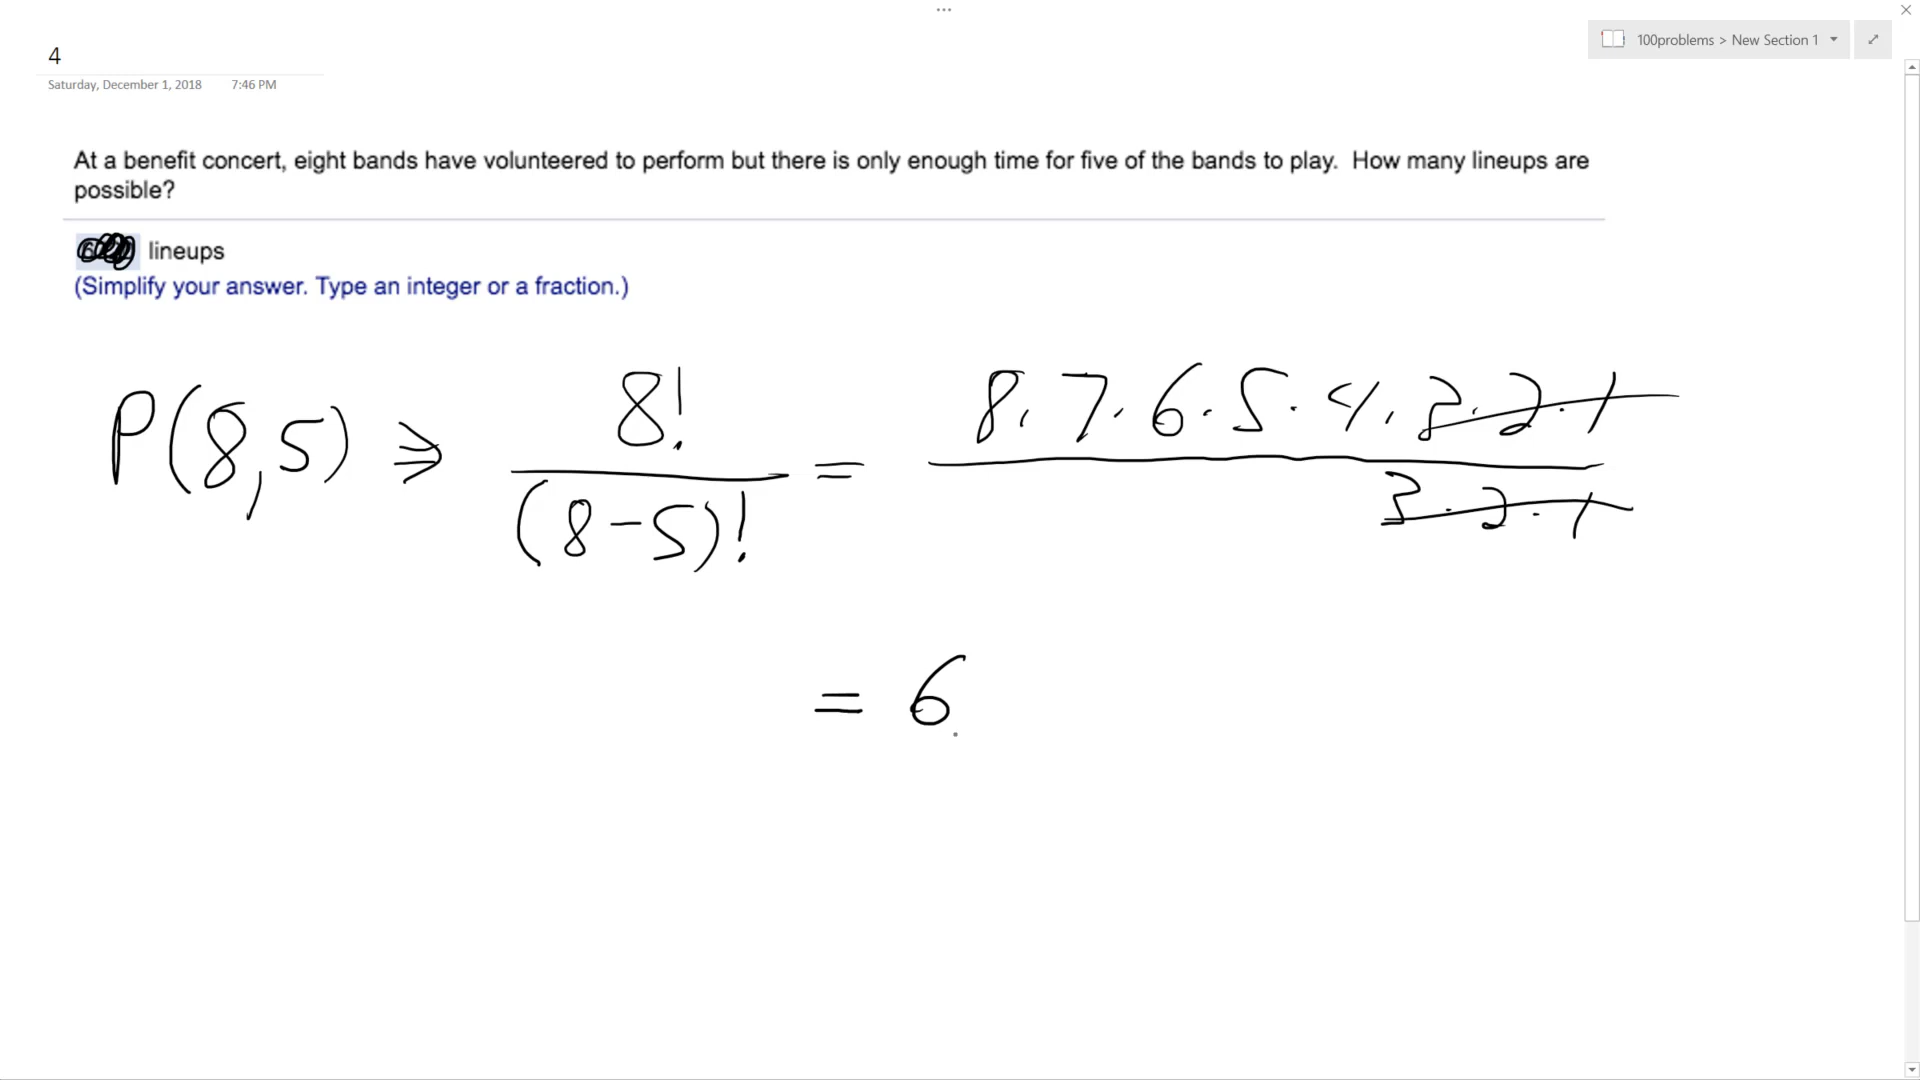 4
100problems > New Section 1
Saturday, December 1, 2018 7:46 PM
At a benefit concert, eight bands have volunteered to perform but there is only enough time for five of the bands to play. How many lineups are
possible?
lineups
(Simplify your answer. Type an integer or a fraction.)
P(8,5) => 8!/(8-5)! = 8·7·6·5·4·3·2·1/3·2·1
= 6